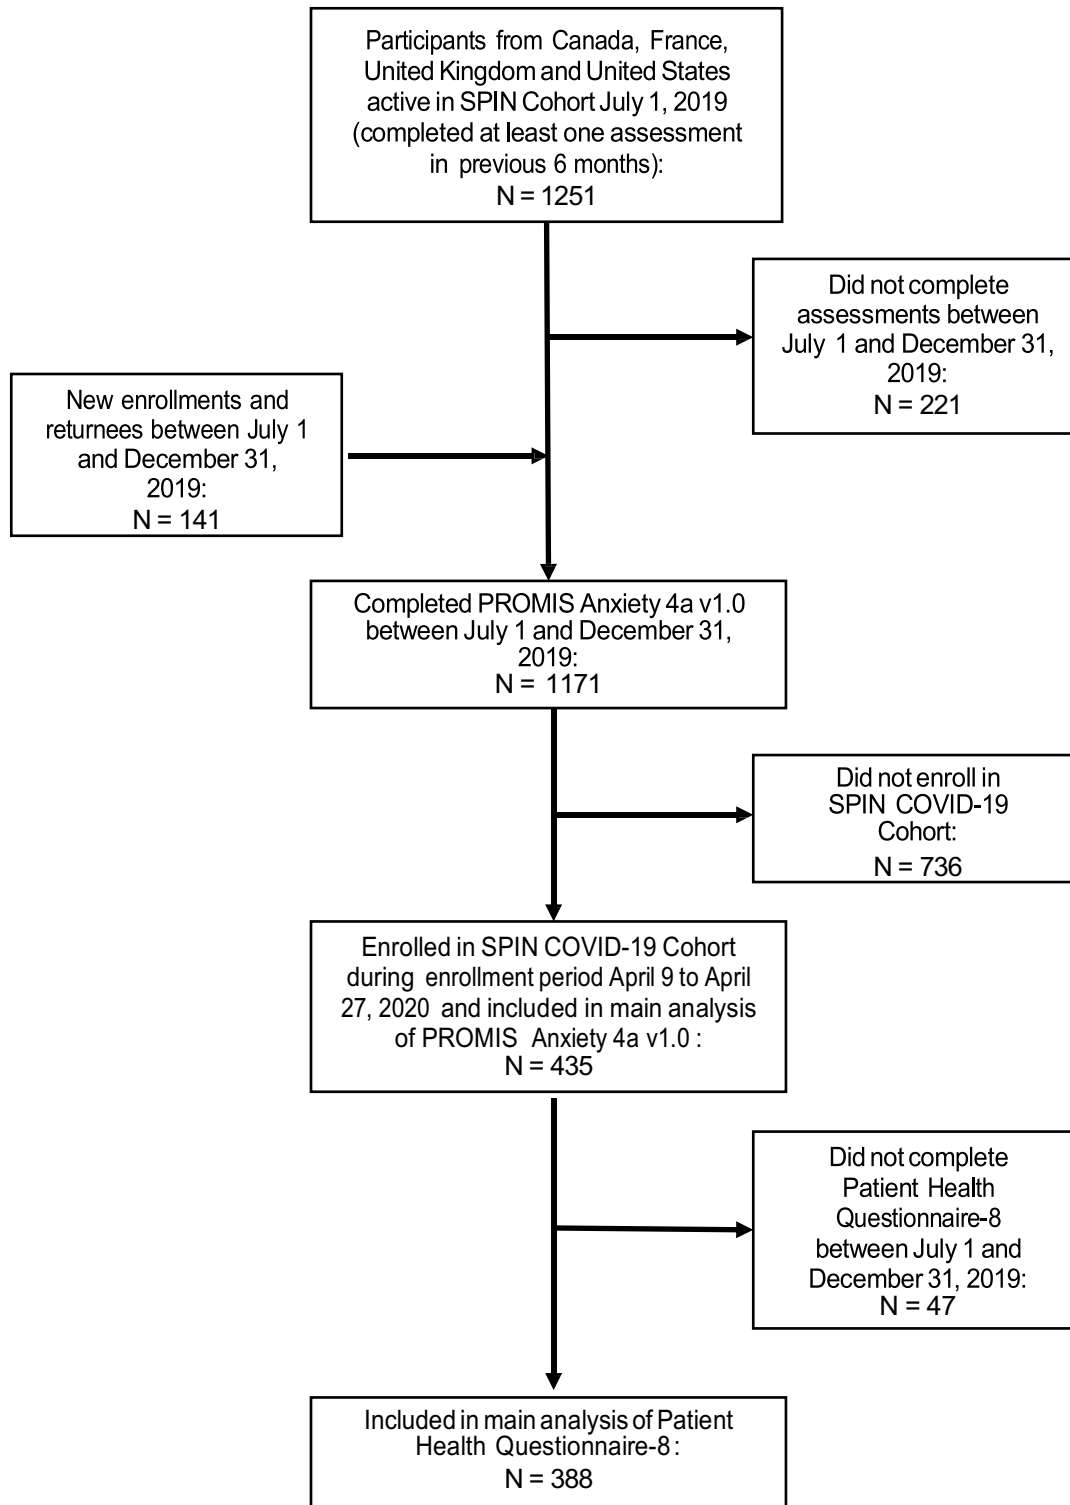 Participants from Canada, France,
United Kingdom and United States
active in SPIN Cohort July 1, 2019
(completed at least one assessment
in previous 6 months):
N = 1251
Did not complete
assessments between
July 1 and December 31,
2019:
N = 221
New enrollments and
returnees between July 1
and December 31,
2019:
N = 141
Completed PROMIS Anxiety 4a v1.0
between July 1 and December 31,
2019:
N = 1171
Did not enroll in
SPIN COVID-19
Cohort:
N = 736
Enrolled in SPIN COVID-19 Cohort
during enrollment period April 9 to April
27, 2020 and included in main analysis
of PROMIS Anxiety 4a v1.0 :
N = 435
Did not complete
Patient Health
Questionnaire-8
between July 1 and
December 31, 2019:
N = 47
Included in main analysis of Patient
Health Questionnaire-8 :
N = 388